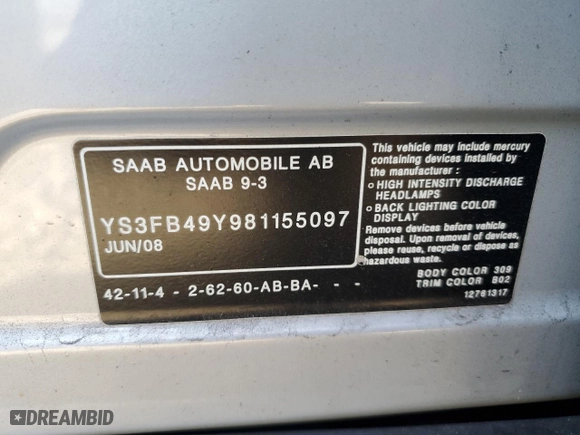 SAAB AUTOMOBILE AB
SAAB 9-3
YS3FB49Y981155097
JUN/08
42-11-4 - 2-62-60-AB-BA- - -
This vehicle may include mercury
containing devices installed by
the manufacturer :
o HIGH INTENSITY DISCHARGE
HEADLAMPS
o BACK LIGHTING COLOR
DISPLAY
Remove devices before vehicle
disposal. Upon removal of devices,
please reuse, recycle or dispose as
hazardous waste.
BODY COLOR 309
TRIM COLOR B02
12761317
DREAMBID